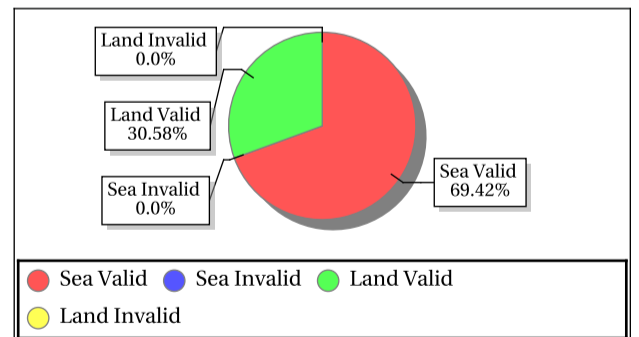 Land Invalid
0.0%
Land Valid
30.58%
Sea Invalid
0.0%
Sea Valid
69.42%
Sea Valid Sea Invalid Land Valid
Land Invalid